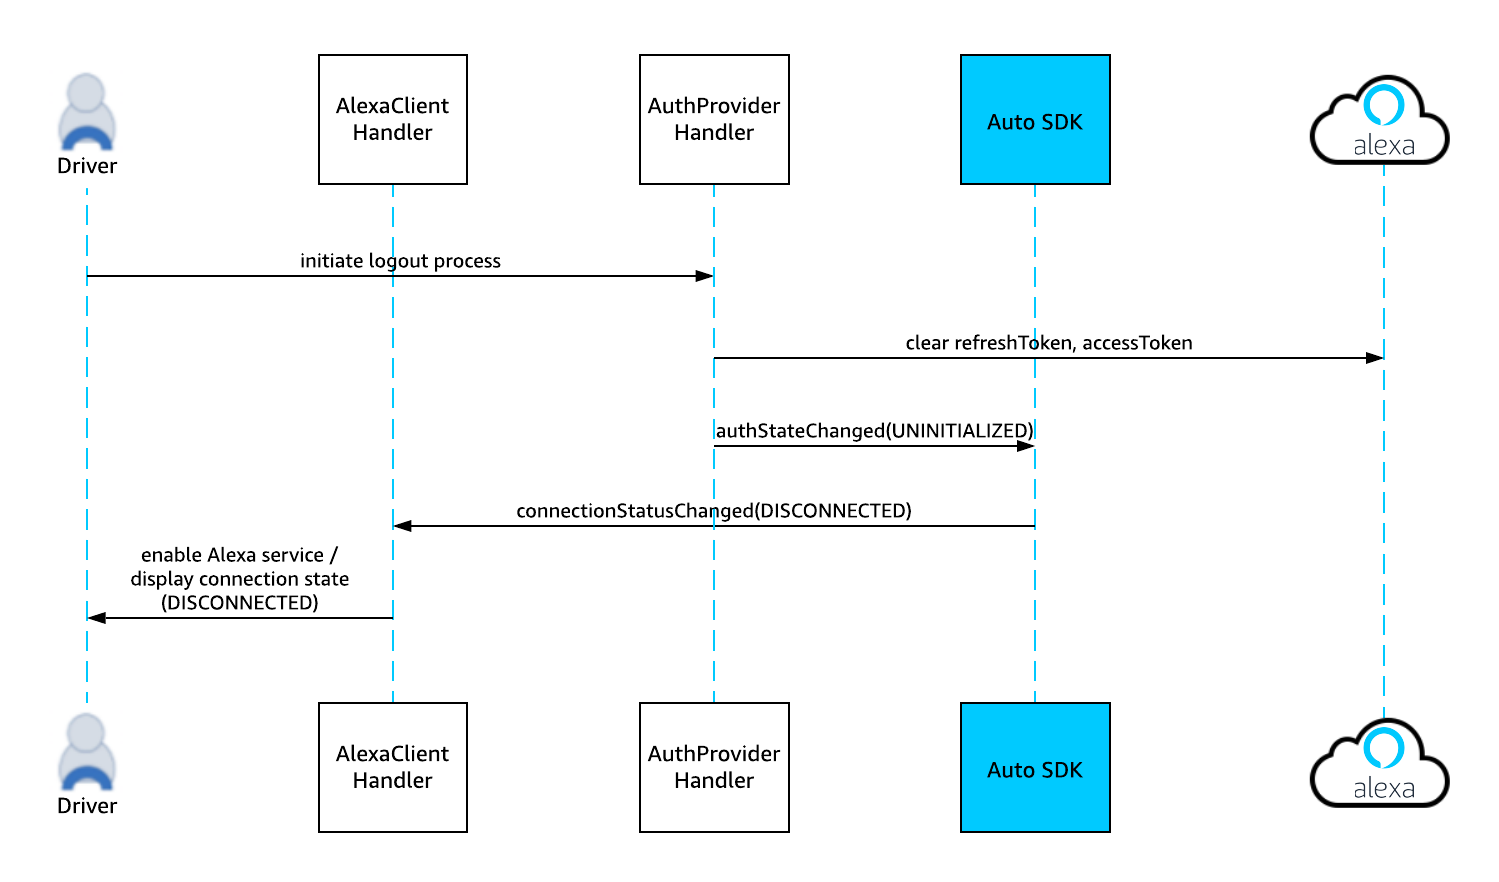 Driver
AlexaClient
Handler
AuthProvider
Handler
Auto SDK
alexa
initiate logout process
clear refreshToken, accessToken
authStateChanged(UNINITIALIZED)
connectionStatusChanged(DISCONNECTED)
enable Alexa service /
display connection state
(DISCONNECTED)
Driver
AlexaClient
Handler
AuthProvider
Handler
Auto SDK
alexa